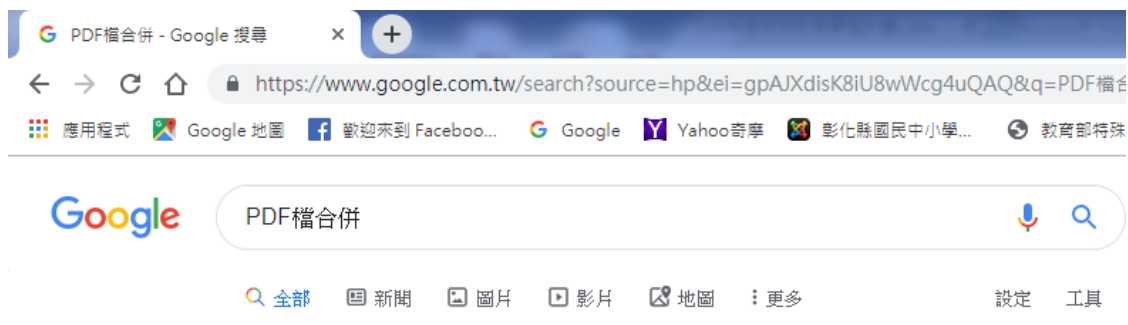 PDF檔合併 - Google 搜尋
https://www.google.com.tw/search?source=hp&ei=gpAJXdisK8iU8wWcg4uQAQ&q=PDF檔合
應用程式 Google 地圖 歡迎來到 Faceboo... Google Yahoo奇摩 彰化縣國民中小學... 教育部特殊
Google PDF檔合併
全部 新聞 圖片 影片 地圖 更多 設定 工具